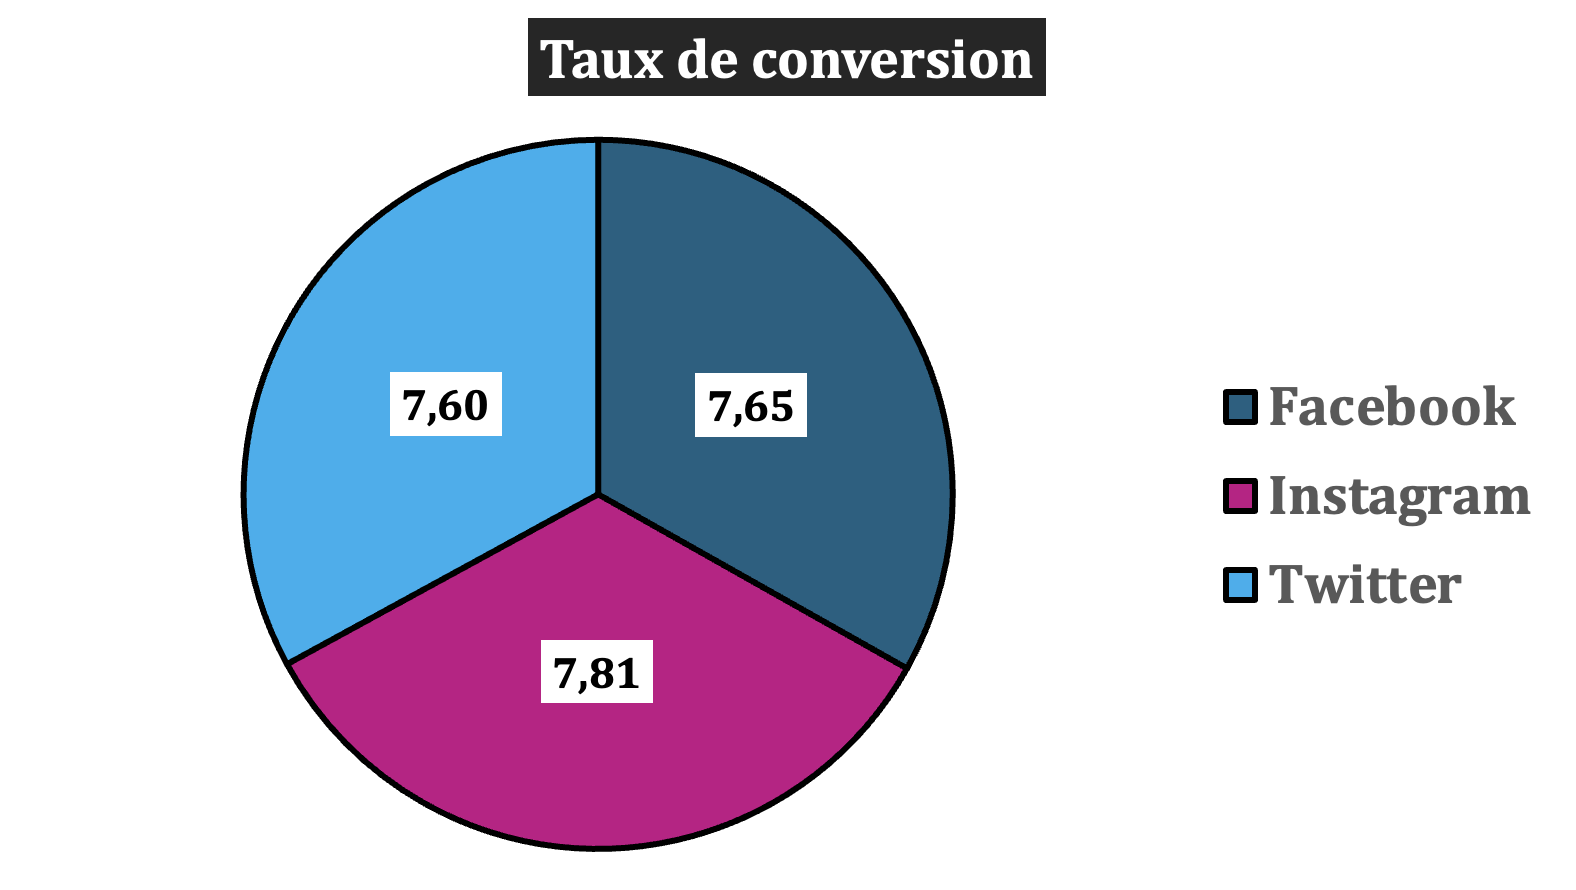 Taux de conversion
7,60
7,65
7,81
Facebook
Instagram
Twitter